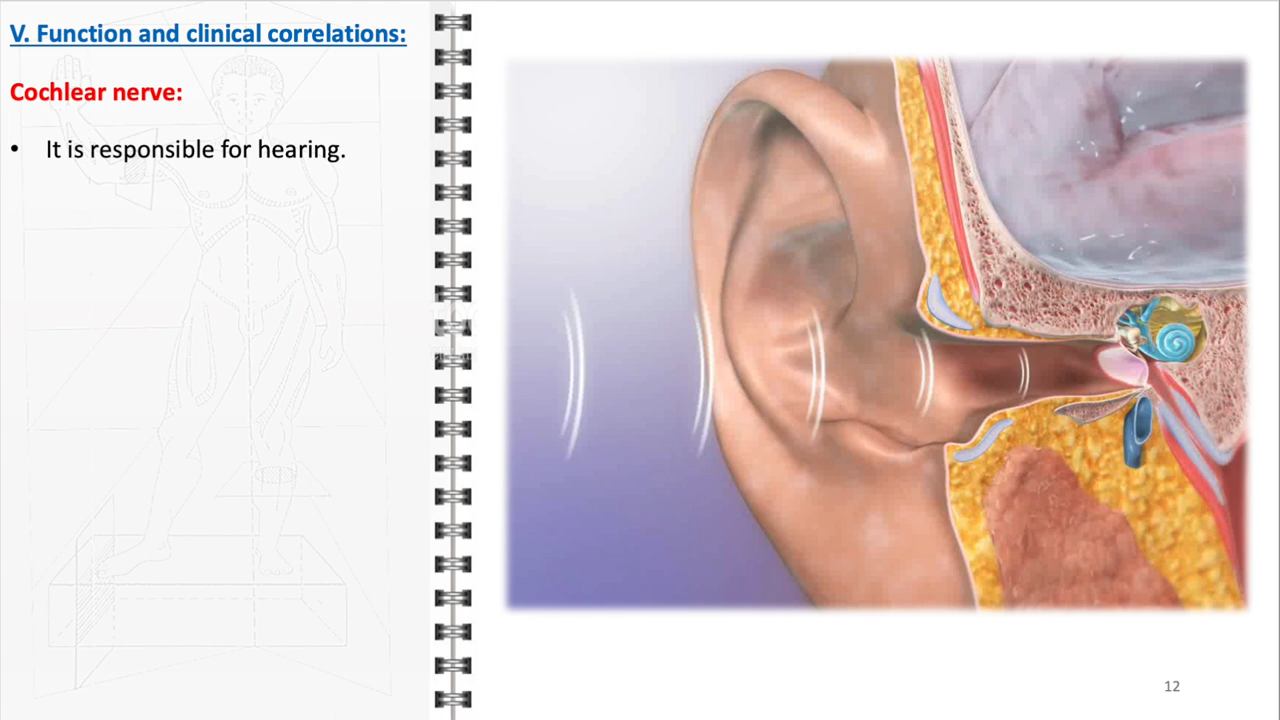 V. Function and clinical correlations:
Cochlear nerve:
• It is responsible for hearing.
12